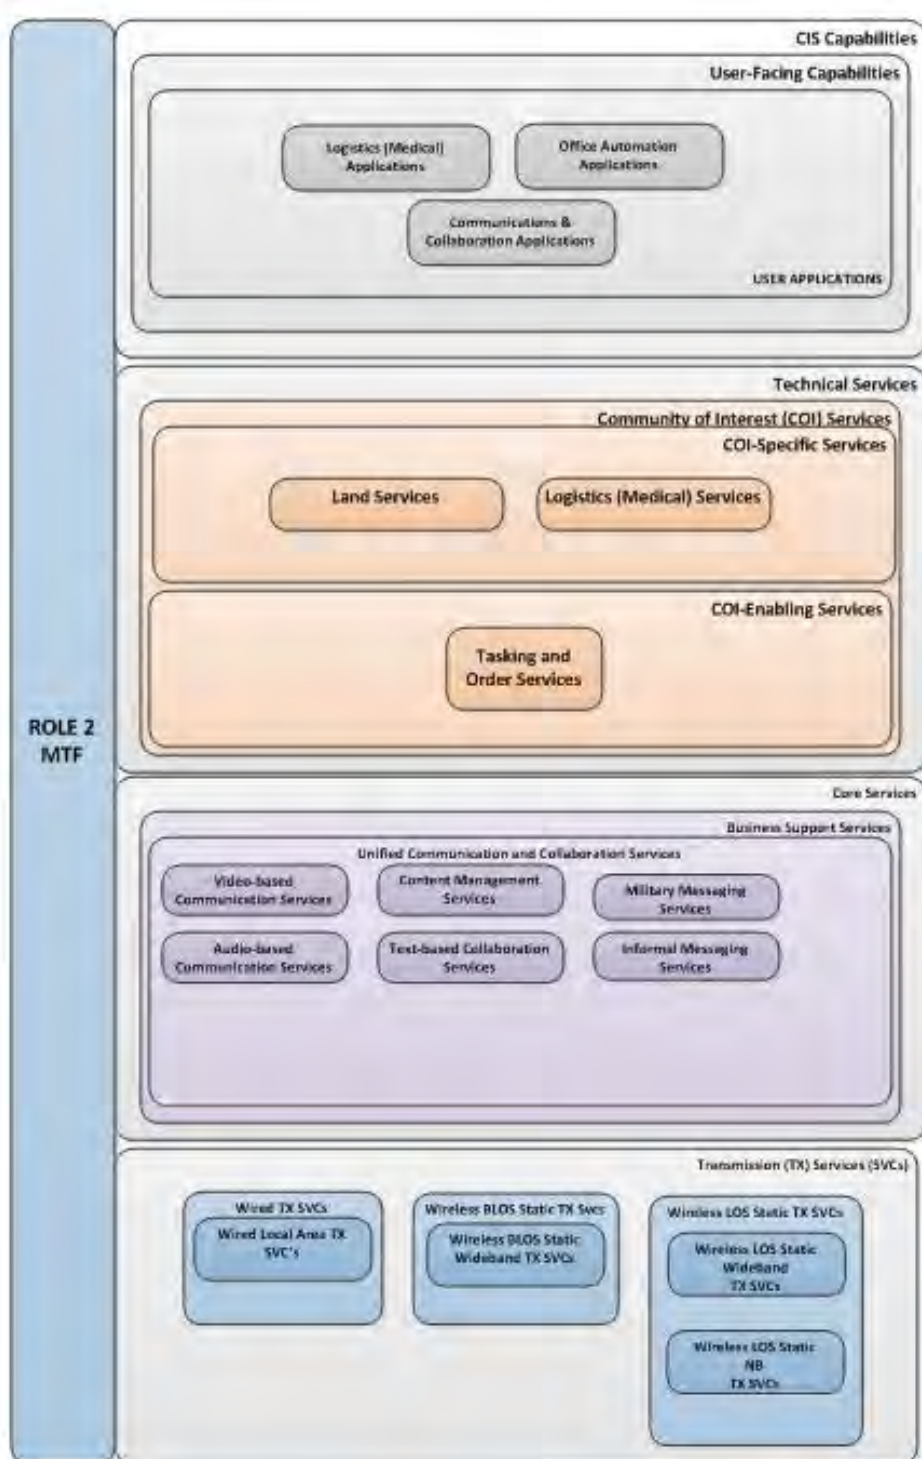 CIS Capabilities
User-Facing Capabilities
Logistics (Medical)
Applications
Office Automation
Applications
Communications &
Collaboration Applications
USER APPLICATIONS
Technical Services
Community of Interest (COI) Services
COI-Specific Services
Land Services
Logistics (Medical) Services
COI-Enabling Services
Tasking and
Order Services
ROLE 2
MTF
Core Services
Business Support Services
Unified Communication and Collaboration Services
Video-based
Communication Services
Content Management
Services
Military Messaging
Services
Audio-based
Communication Services
Text-based Collaboration
Services
Informal Messaging
Services
Transmission (TX) Services (SVCs)
Wired TX SVCs
Wired Local Area TX
SVC's
Wireless BLOS Static TX Svcs
Wireless BLOS Static
Wideband TX SVCs
Wireless LOS Static TX SVCs
Wireless LOS Static
Wideband
TX SVCs
Wireless LOS Static
NB
TX SVCs